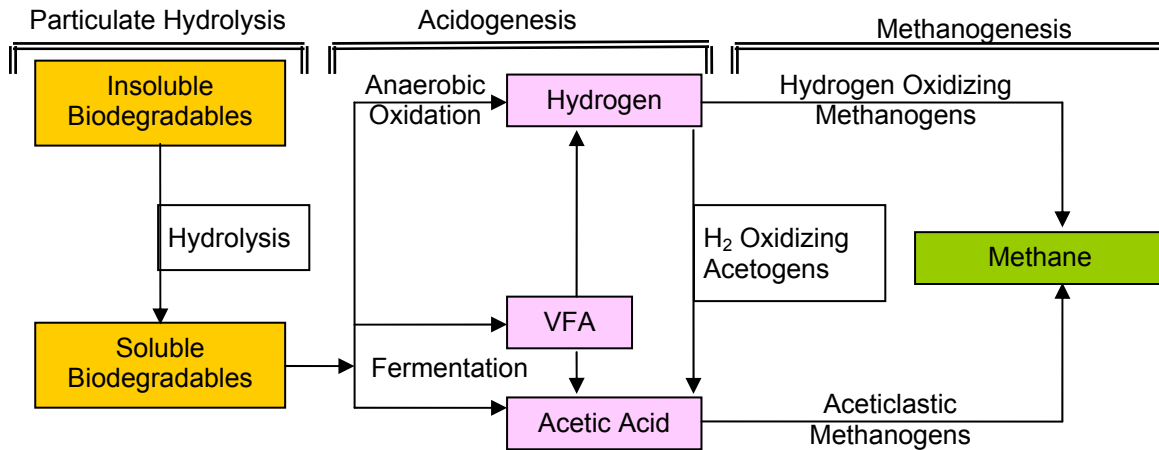 Particulate Hydrolysis
Acidogenesis
Methanogenesis
Insoluble
Biodegradables
Anaerobic
Oxidation
Hydrogen
Hydrogen Oxidizing
Methanogens
Hydrolysis
H₂ Oxidizing
Acetogens
Methane
VFA
Soluble
Biodegradables
Fermentation
Acetic Acid
Aceticlastic
Methanogens